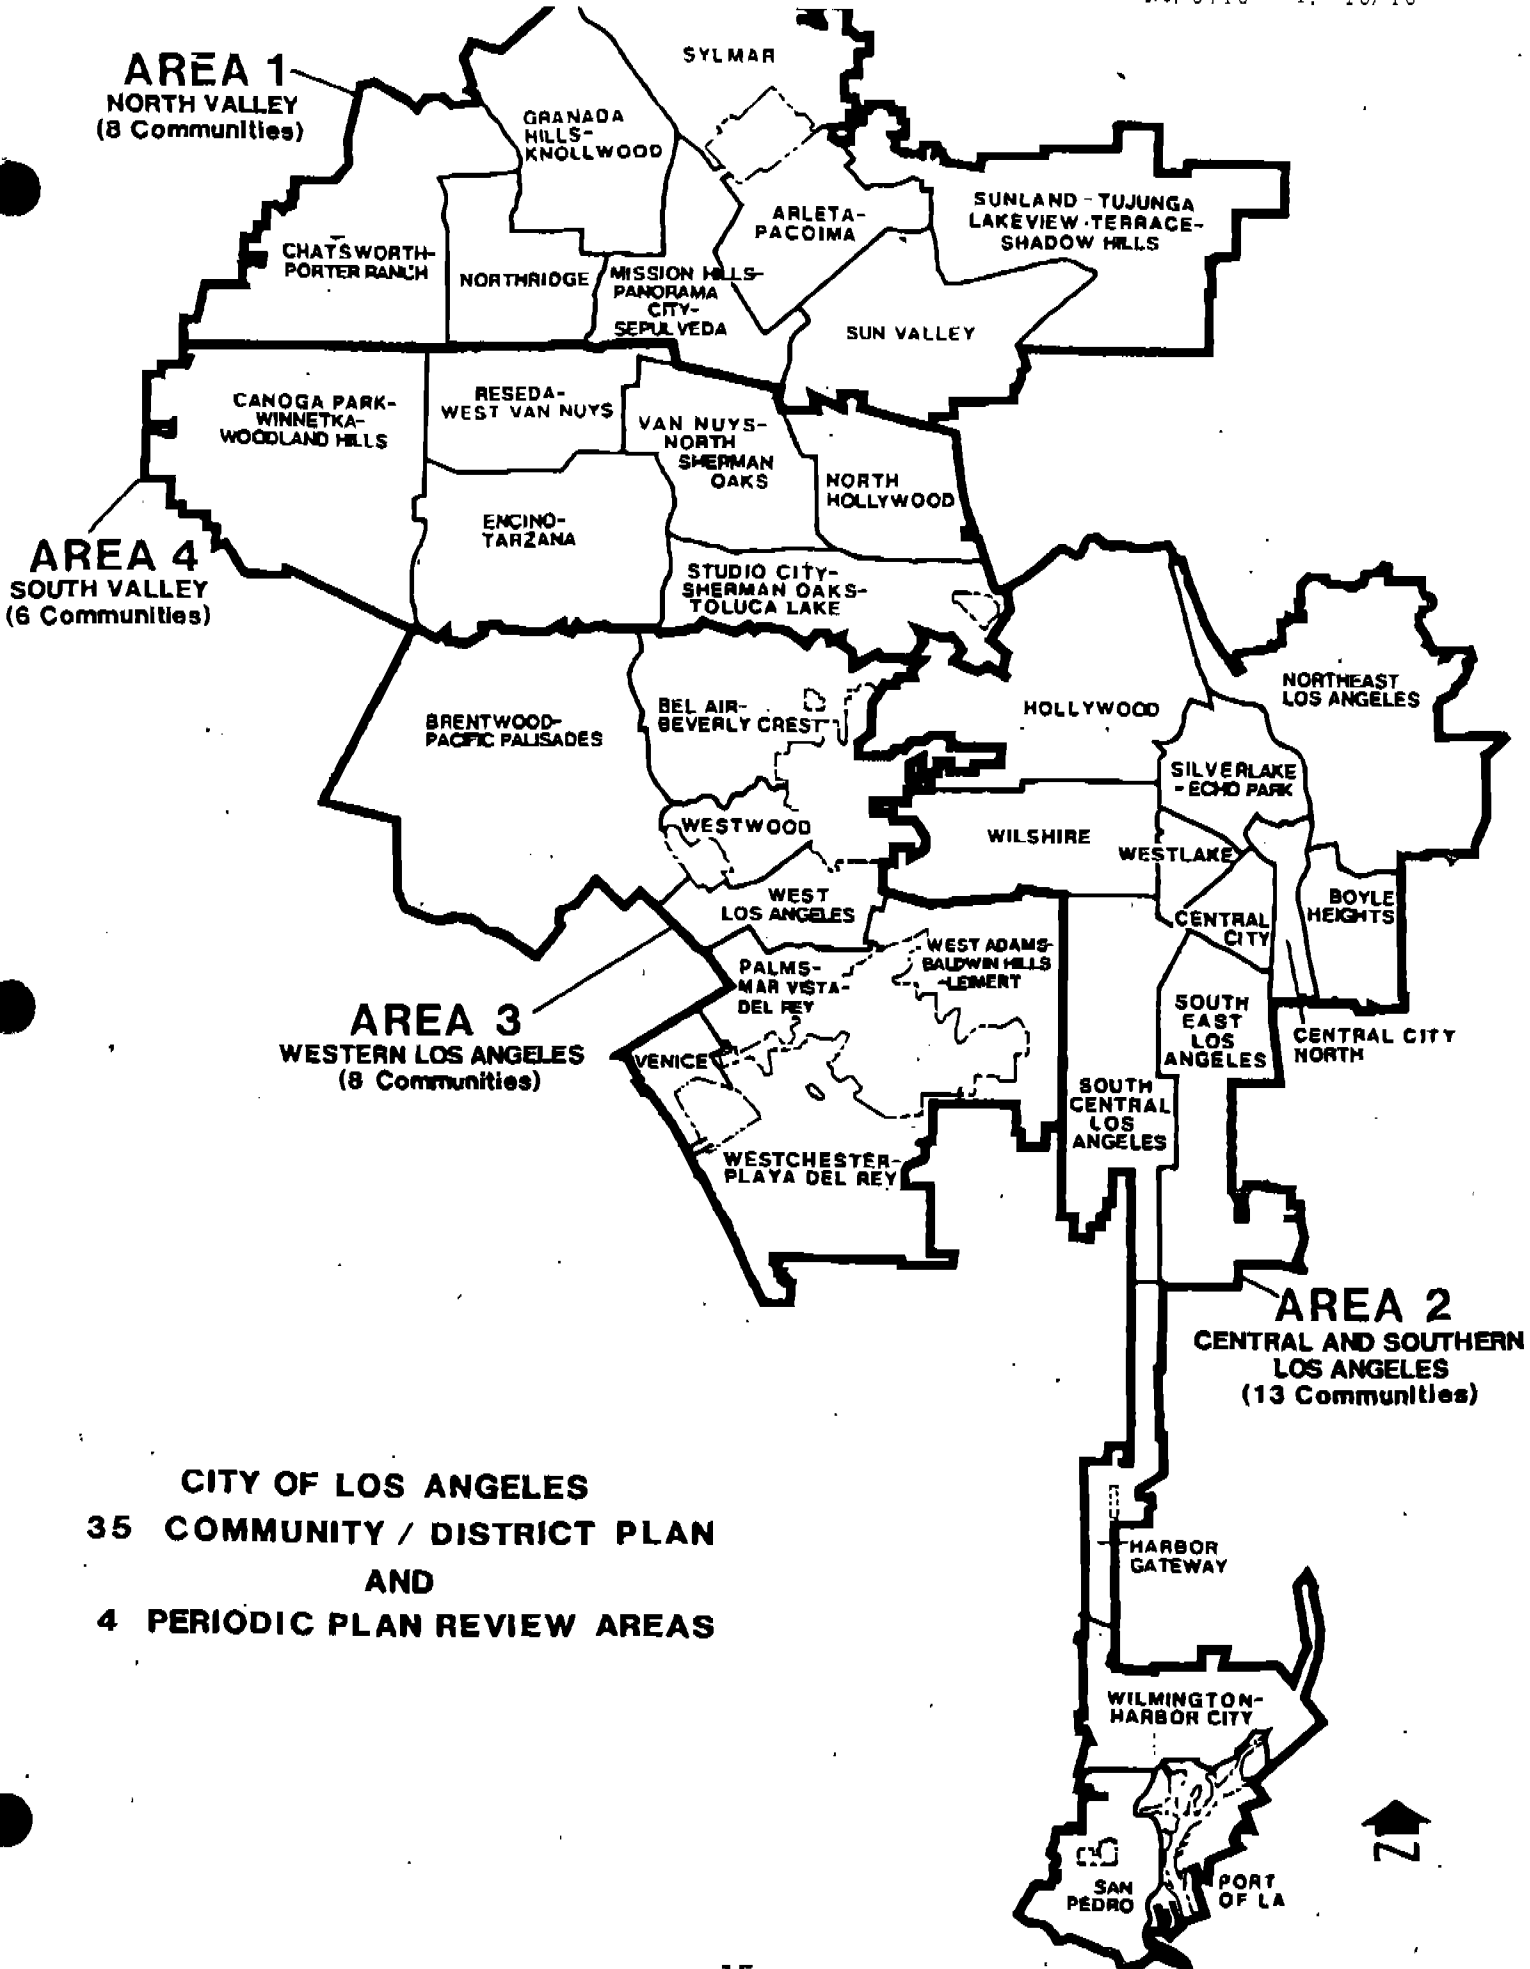 SYLMAR
AREA 1
NORTH VALLEY
(8 Communities)
GRANADA
HILLS-
KNOLLWOOD
SUNLAND - TUJUNGA
LAKEVIEW - TERRACE-
SHADOW HILLS
ARLETA-
PACOIMA
CHATSWORTH-
PORTER RANCH
NORTHRIDGE
MISSION HILLS-
PANORAMA
CITY-
SEPULVEDA
SUN VALLEY
CANOGA PARK-
WINNETKA-
WOODLAND HILLS
RESEDA-
WEST VAN NUYS
VAN NUYS-
NORTH
SHERMAN
OAKS
NORTH
HOLLYWOOD
ENCINO-
TARZANA
AREA 4
SOUTH VALLEY
(6 Communities)
STUDIO CITY-
SHERMAN OAKS-
TOLUCA LAKE
BRENTWOOD-
PACIFIC PALISADES
BEL AIR-
BEVERLY CREST
HOLLYWOOD
NORTHEAST
LOS ANGELES
SILVERLAKE
- ECHO PARK
WESTWOOD
WILSHIRE
WESTLAKE
WEST
LOS ANGELES
CENTRAL
CITY
BOYLE
HEIGHTS
PALMS-
MAR VISTA-
DEL REY
WEST ADAMS-
BALDWIN HILLS
-LEIMERT
SOUTH
EAST
LOS
ANGELES
CENTRAL CITY
NORTH
AREA 3
WESTERN LOS ANGELES
(8 Communities)
VENICE
SOUTH
CENTRAL
LOS
ANGELES
WESTCHESTER-
PLAYA DEL REY
AREA 2
CENTRAL AND SOUTHERN
LOS ANGELES
(13 Communities)
CITY OF LOS ANGELES
35 COMMUNITY / DISTRICT PLAN
AND
4 PERIODIC PLAN REVIEW AREAS
HARBOR
GATEWAY
WILMINGTON-
HARBOR CITY
SAN
PEDRO
PORT
OF LA
N